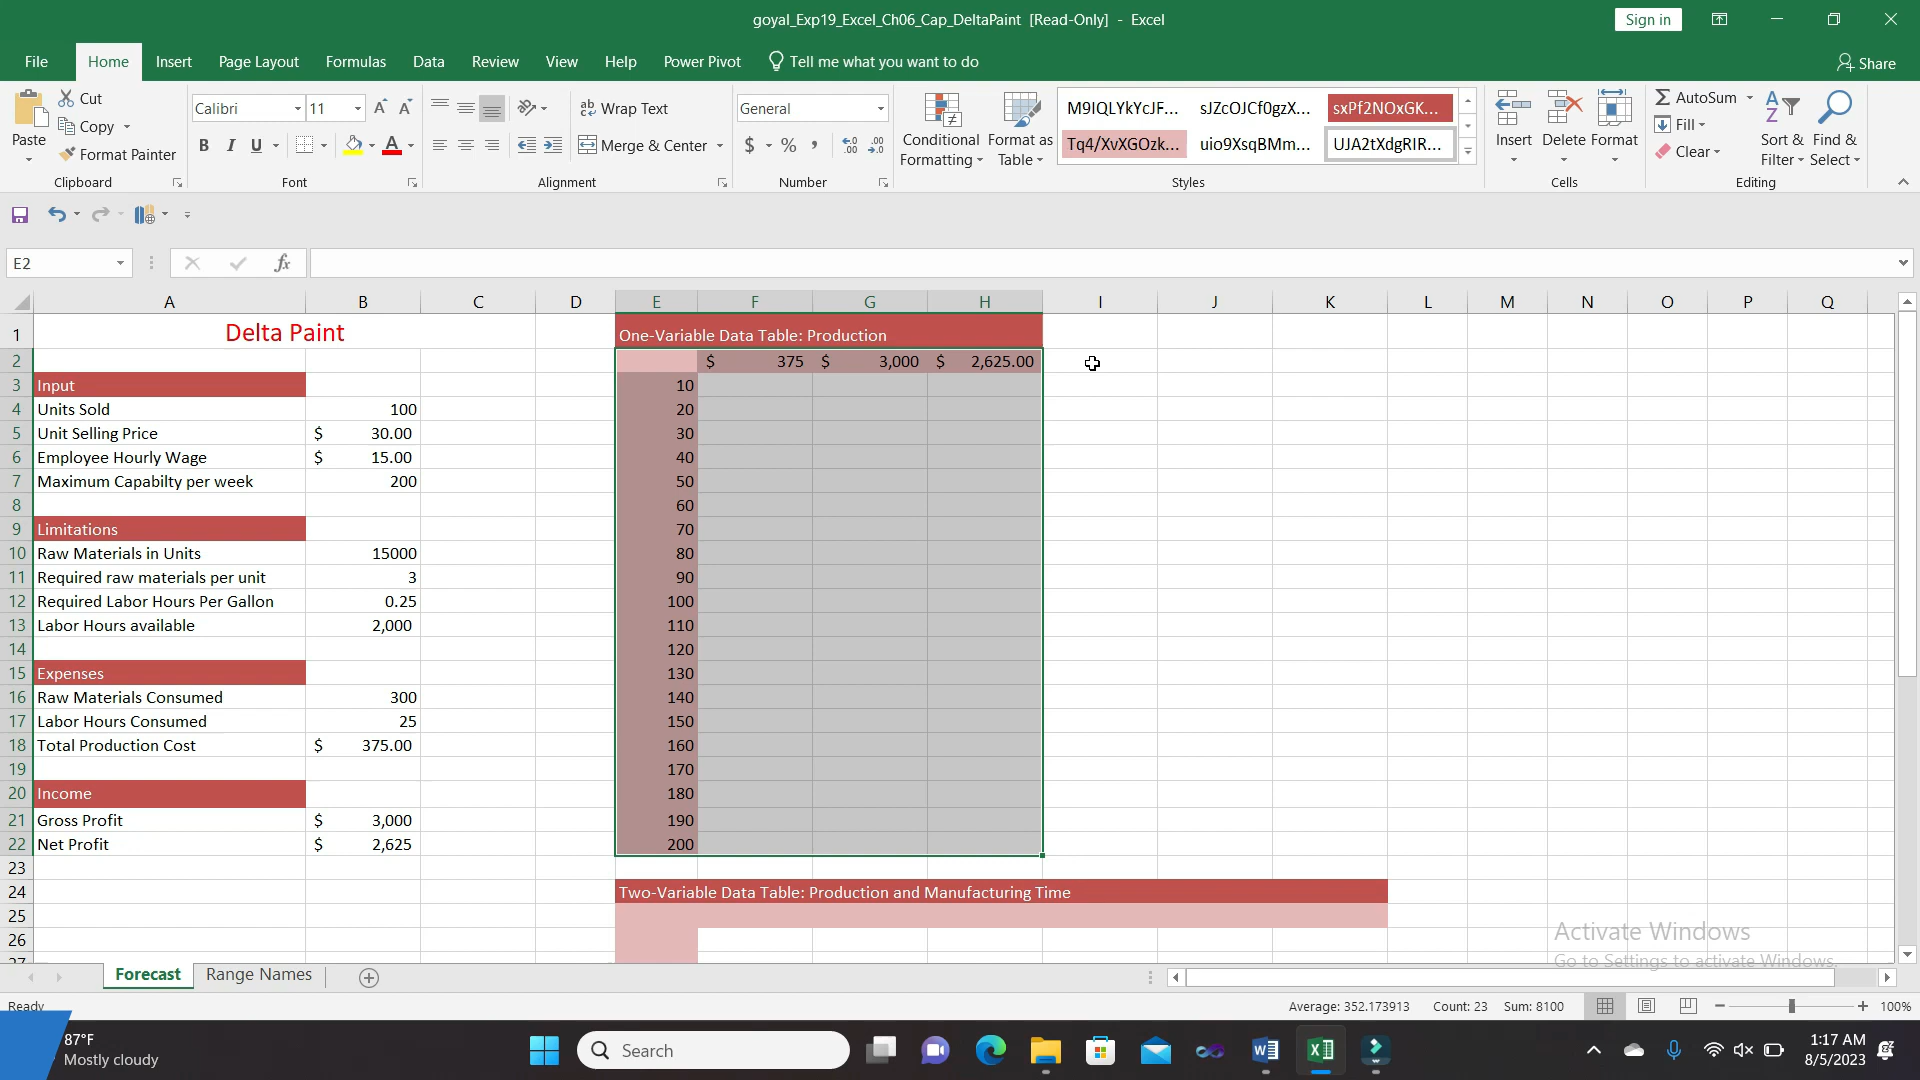 goyal_Exp19_Excel_Ch06_Cap_DeltaPaint [Read-Only] - Excel
Sign in
File Home Insert Page Layout Formulas Data Review View Help Power Pivot Tell me what you want to do
Share
Paste
Cut
Copy
Format Painter
Clipboard
Calibri 11
B I U
Font
Wrap Text
Merge & Center
Alignment
General
$ % ,
Number
Conditional Formatting
Format as Table
M9IQLYkYcJF... sJZcOJCf0gzX... sxPf2NOxGK...
Tq4/XvXGOzk... uio9XsqBMm... UJA2tXdgRIR...
Styles
Insert Delete Format
Cells
AutoSum
Fill
Clear
Sort & Filter
Find & Select
Editing
E2
fx
A B C D E F G H I J K L M N O P Q
1 Delta Paint One-Variable Data Table: Production
2 $ 375 $ 3,000 $ 2,625.00
3 Input 10
4 Units Sold 100 20
5 Unit Selling Price $ 30.00 30
6 Employee Hourly Wage $ 15.00 40
7 Maximum Capabilty per week 200 50
8 60
9 Limitations 70
10 Raw Materials in Units 15000 80
11 Required raw materials per unit 3 90
12 Required Labor Hours Per Gallon 0.25 100
13 Labor Hours available 2,000 110
14 120
15 Expenses 130
16 Raw Materials Consumed 300 140
17 Labor Hours Consumed 25 150
18 Total Production Cost $ 375.00 160
19 170
20 Income 180
21 Gross Profit $ 3,000 190
22 Net Profit $ 2,625 200
23
24 Two-Variable Data Table: Production and Manufacturing Time
25
26
27
Activate Windows
Go to Settings to activate Windows.
Forecast Range Names
Ready
Average: 352.173913 Count: 23 Sum: 8100
100%
87°F
Mostly cloudy
Search
1:17 AM
8/5/2023